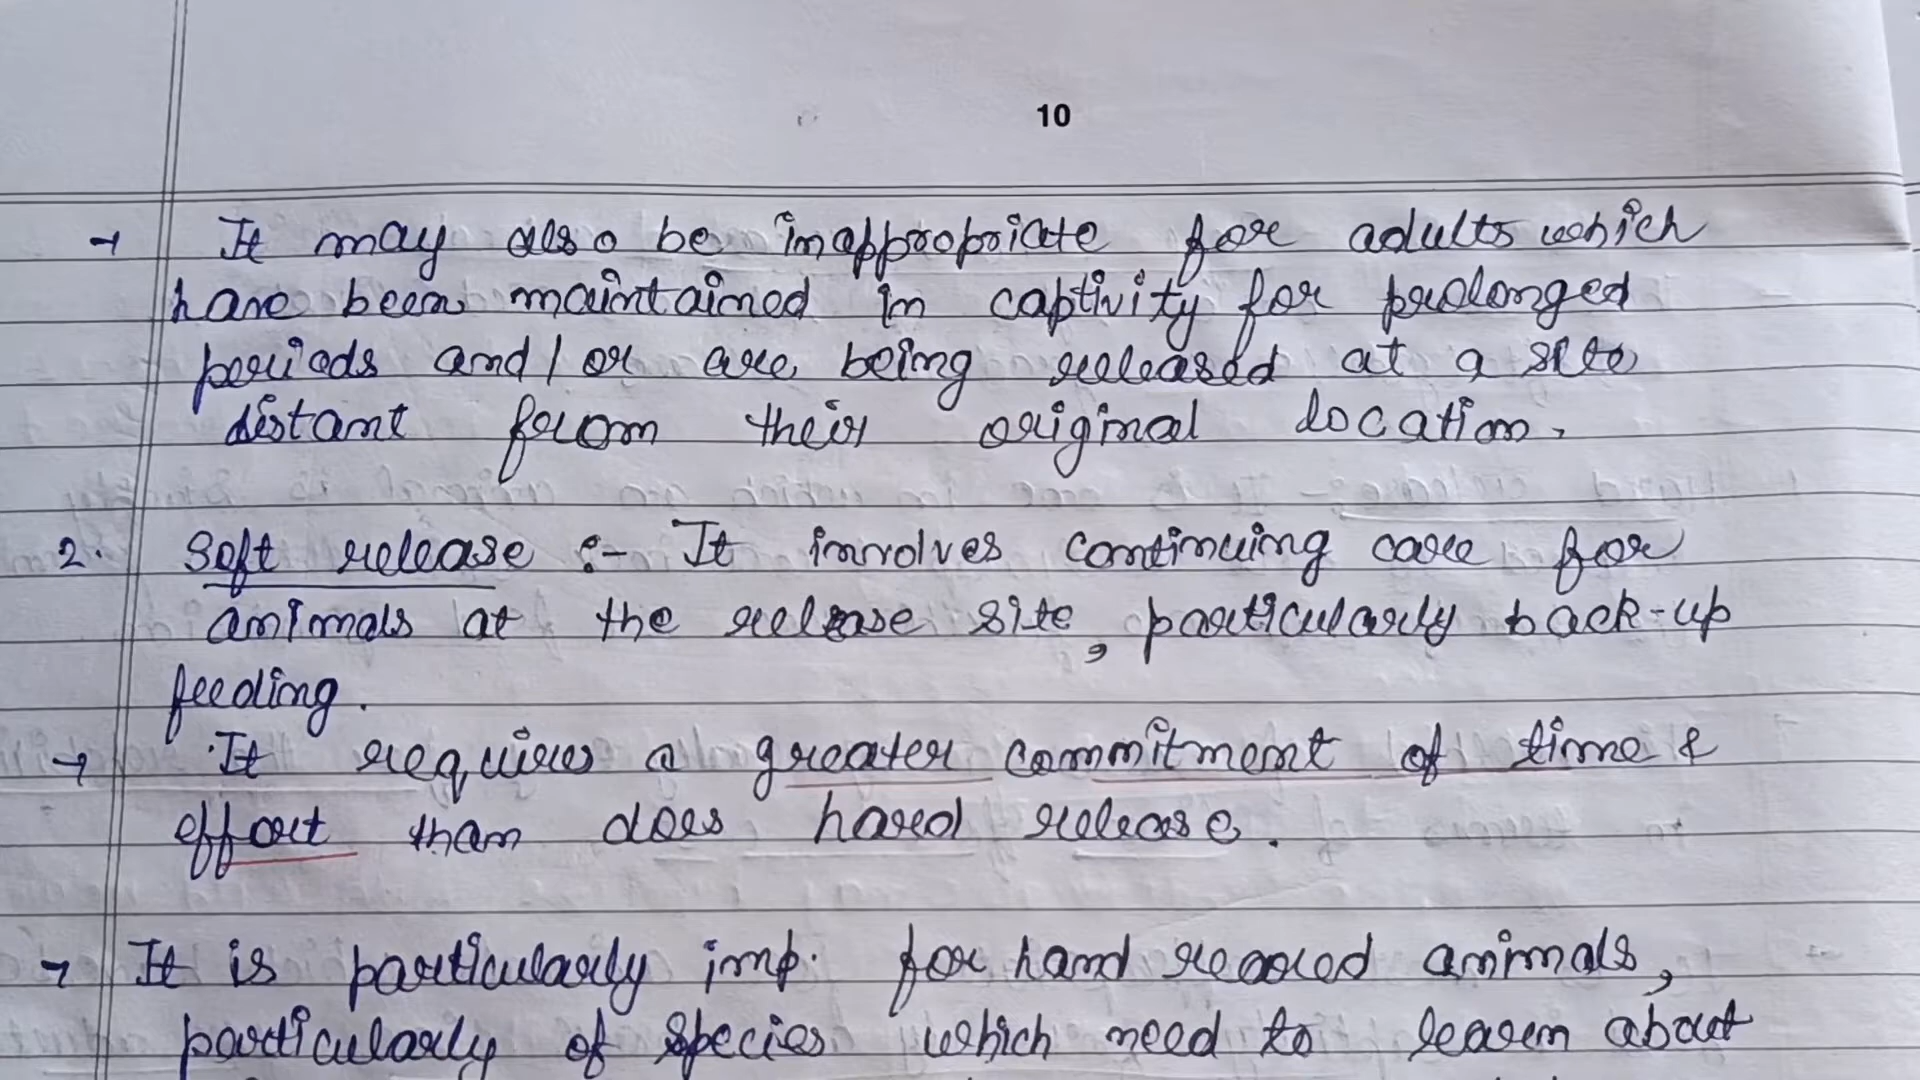 10
→ It may also be inappropriate for adults which
have been maintained in captivity for prolonged
periods and/or are being released at a site
distant from their original location.
2. Soft release :- It involves continuing care for
animals at the release site, particularly back-up
feeding.
→ It requires a greater commitment of time &
effort than does hard release.
→ It is particularly imp. for hand reared animals,
particularly of species which need to learn about